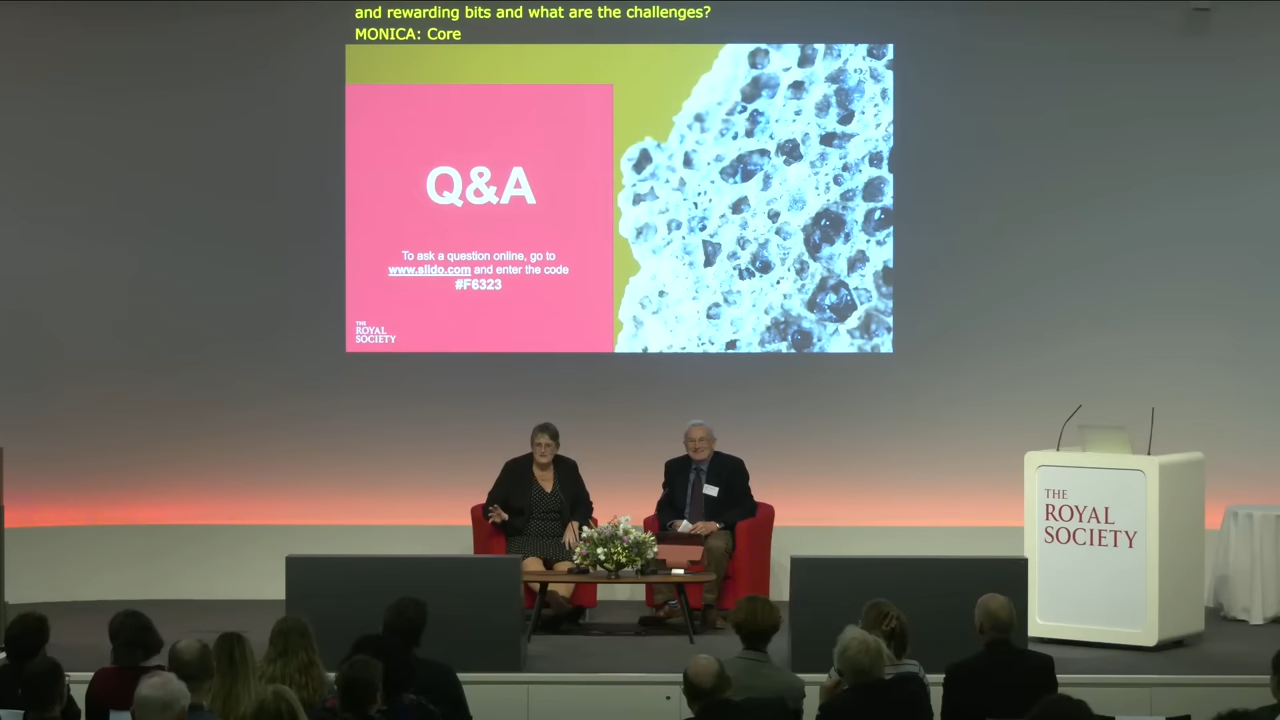 and rewarding bits and what are the challenges?
MONICA: Core
Q&A
To ask a question online, go to
www.slido.com and enter the code
#F6323
THE
ROYAL
SOCIETY
THE
ROYAL
SOCIETY